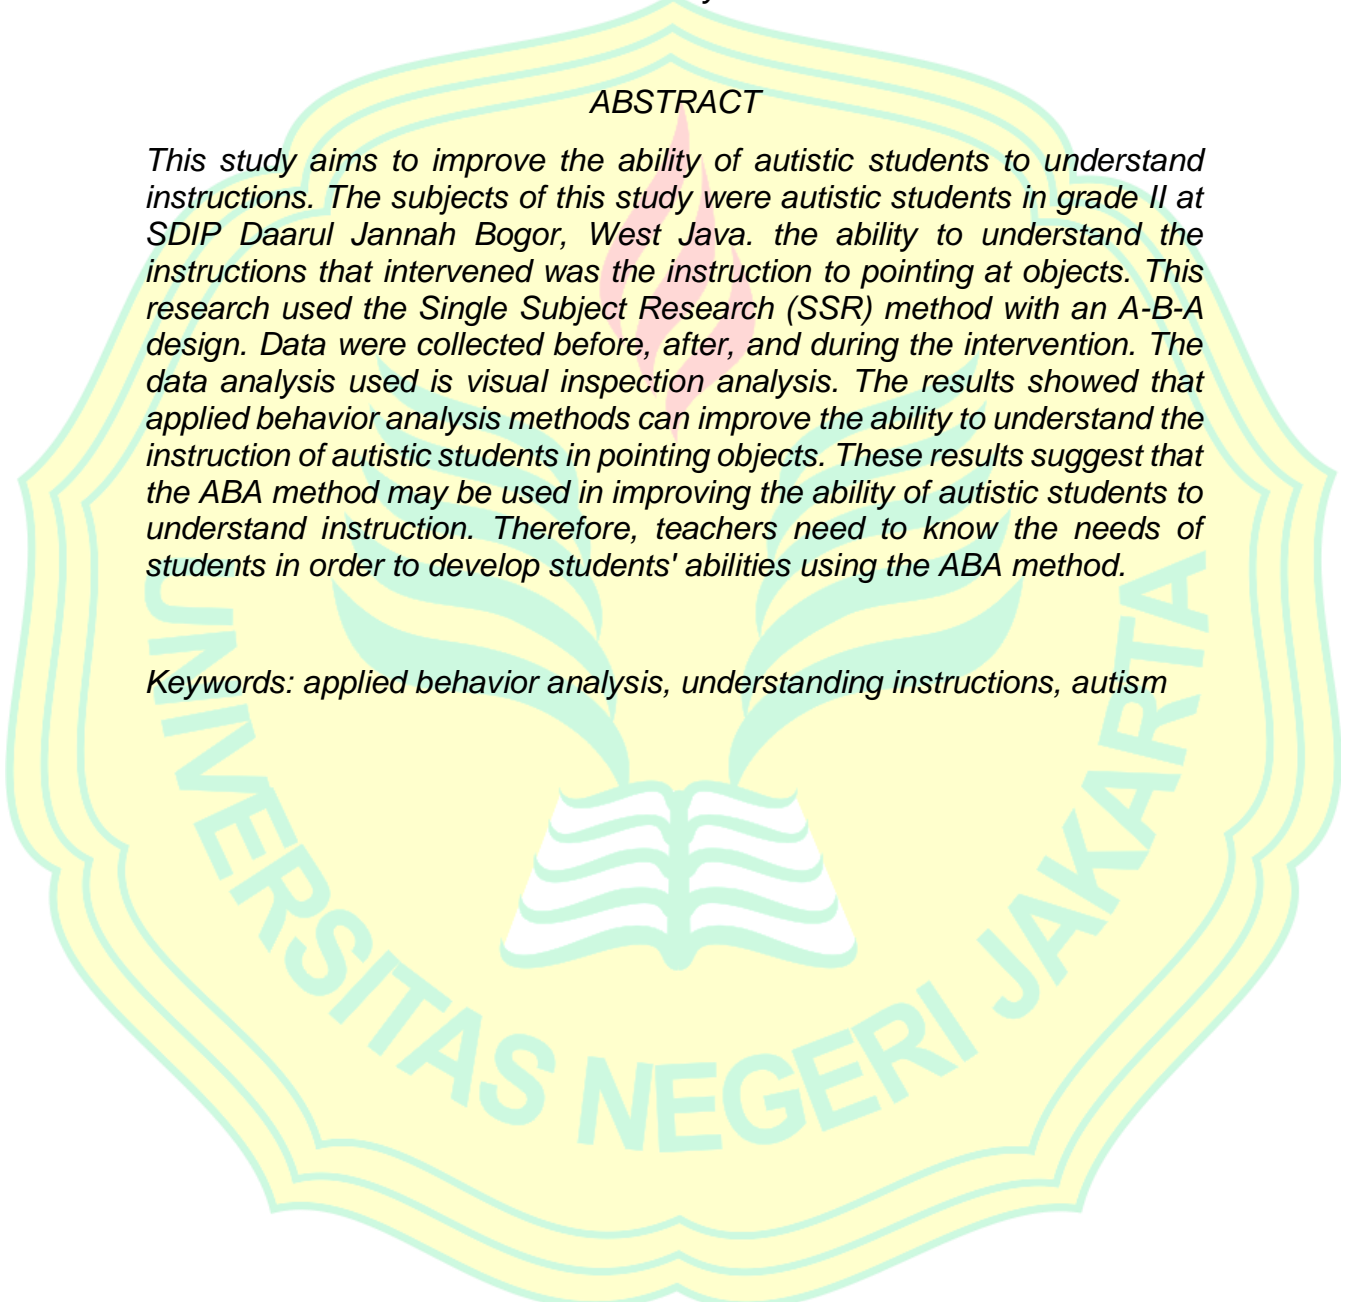 ABSTRACT
This study aims to improve the ability of autistic students to understand
instructions. The subjects of this study were autistic students in grade II at
SDIP Daarul Jannah Bogor, West Java. the ability to understand the
instructions that intervened was the instruction to pointing at objects. This
research used the Single Subject Research (SSR) method with an A-B-A
design. Data were collected before, after, and during the intervention. The
data analysis used is visual inspection analysis. The results showed that
applied behavior analysis methods can improve the ability to understand the
instruction of autistic students in pointing objects. These results suggest that
the ABA method may be used in improving the ability of autistic students to
understand instruction. Therefore, teachers need to know the needs of
students in order to develop students' abilities using the ABA method.
Keywords: applied behavior analysis, understanding instructions, autism
UNIVERSITAS NEGERI JAKARTA